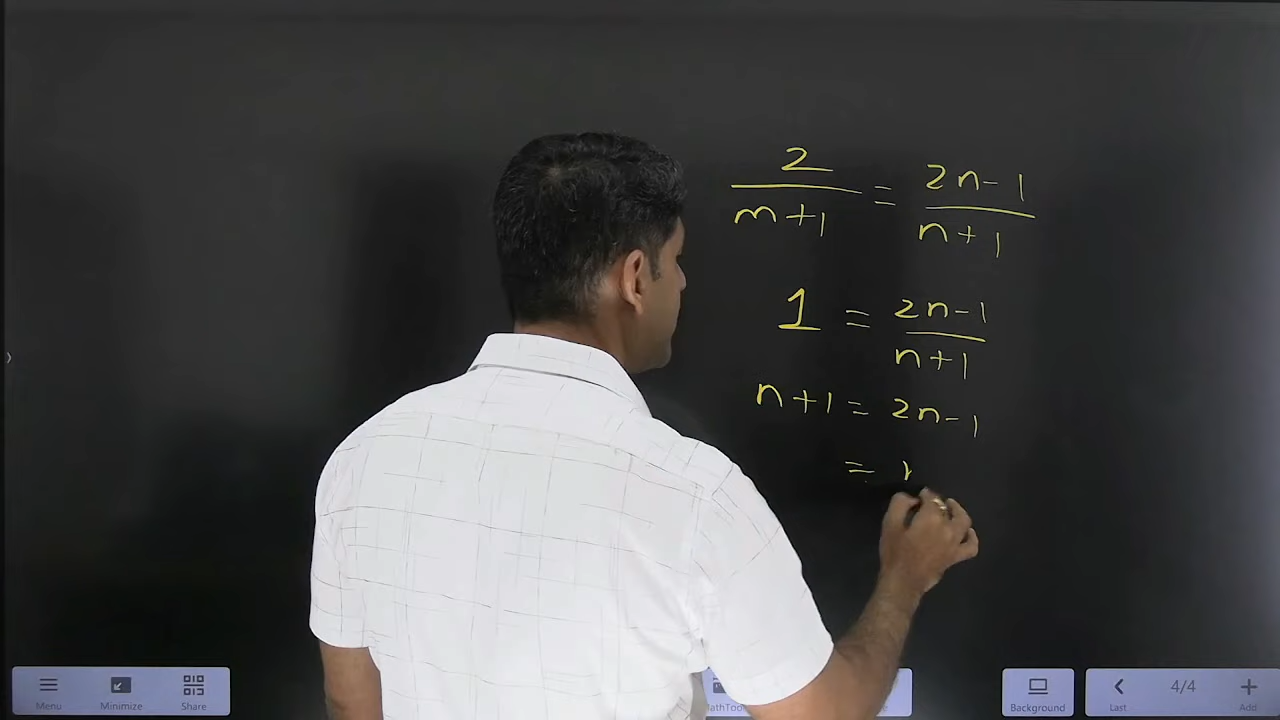 2/(m+1) = (2n-1)/(n+1)
1 = (2n-1)/(n+1)
n+1 = 2n-1
=
Menu
Minimize
Share
Background
Last
4/4
Add